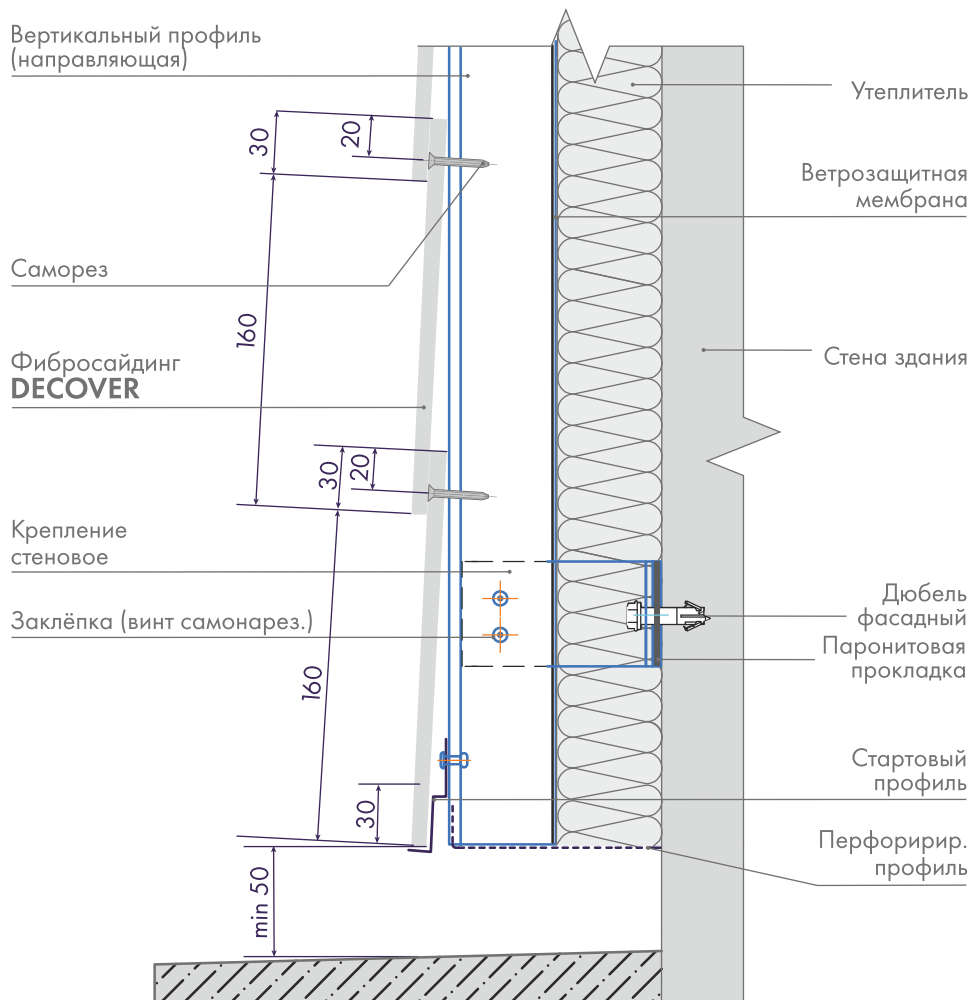 Вертикальный профиль
(направляющая)
Утеплитель
30
20
Ветрозащитная
мембрана
Саморез
160
Фибросайдинг
DECOVER
Стена здания
30
20
Крепление
стеновое
Дюбель
фасадный
Заклёпка (винт самонарез.)
Паронитовая
прокладка
160
Стартовый
профиль
30
Перфоририр.
профиль
min 50